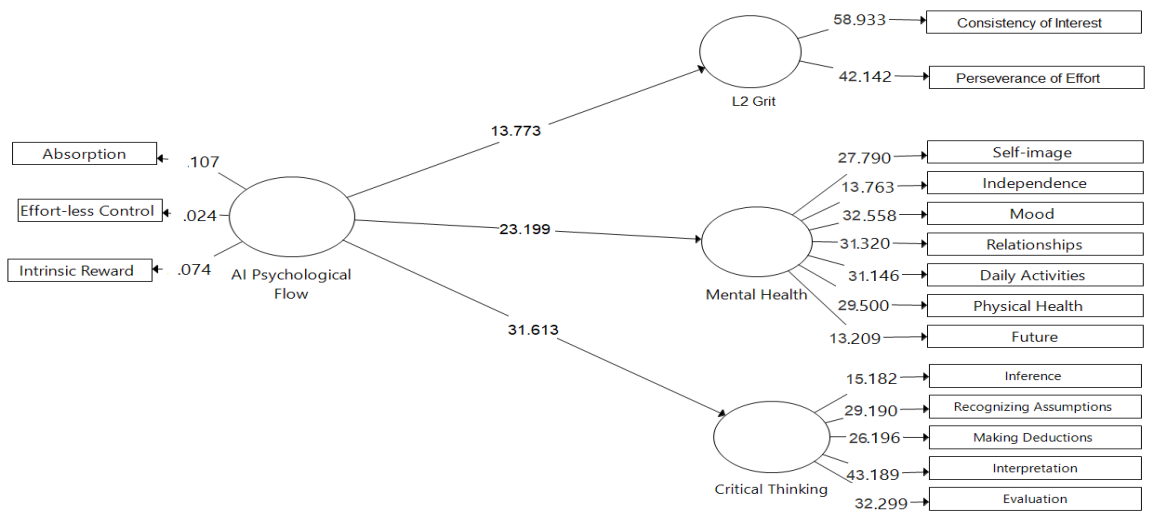 Absorption
.107
Effort-less Control
.024
Intrinsic Reward
.074
AI Psychological
Flow
13.773
23.199
31.613
L2 Grit
58.933
Consistency of Interest
42.142
Perseverance of Effort
Mental Health
27.790
Self-image
13.763
Independence
32.558
Mood
31.320
Relationships
31.146
Daily Activities
29.500
Physical Health
13.209
Future
Critical Thinking
15.182
Inference
29.190
Recognizing Assumptions
26.196
Making Deductions
43.189
Interpretation
32.299
Evaluation